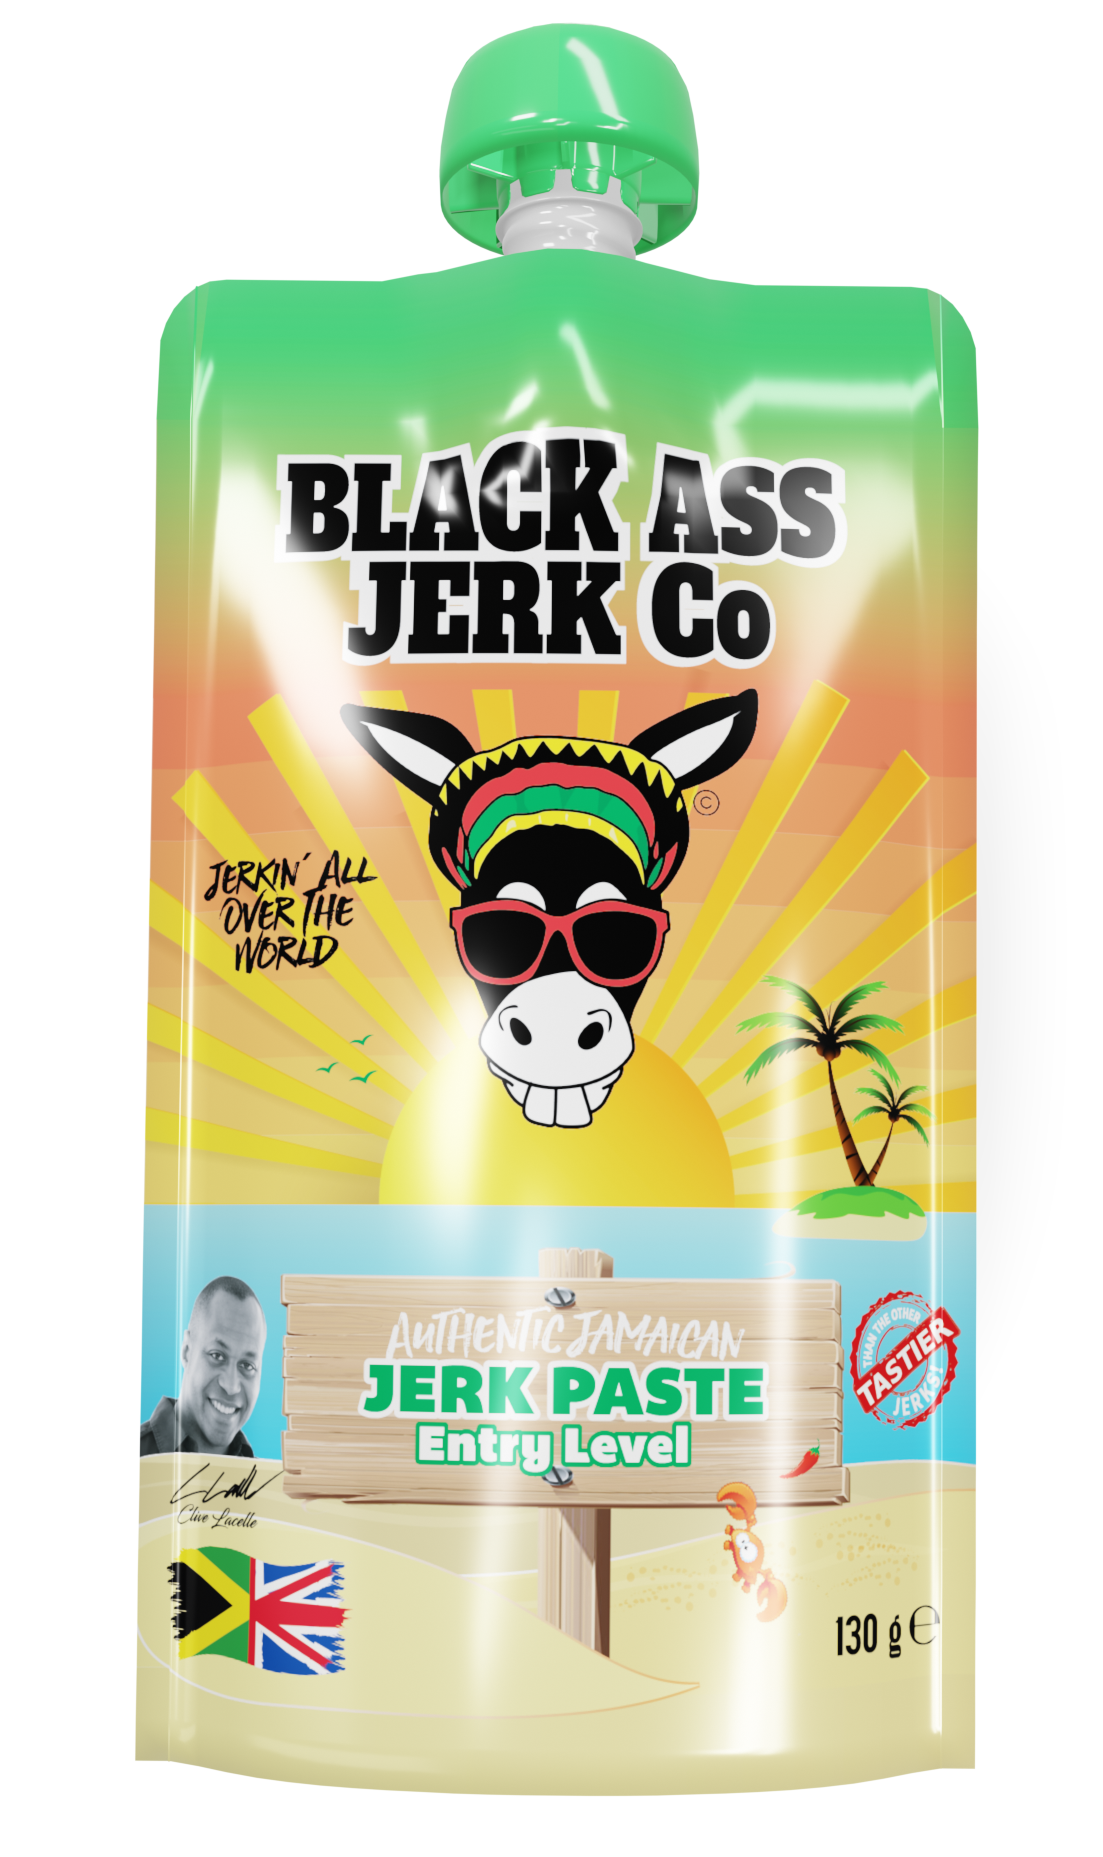 BLACK ASS
JERK Co
©
JERKIN' ALL
OVER THE
WORLD
AUTHENTIC JAMAICAN
JERK PASTE
Entry Level
THAN THE OTHER
TASTIER
JERKS!
Clive Lacelle
130 g ℮